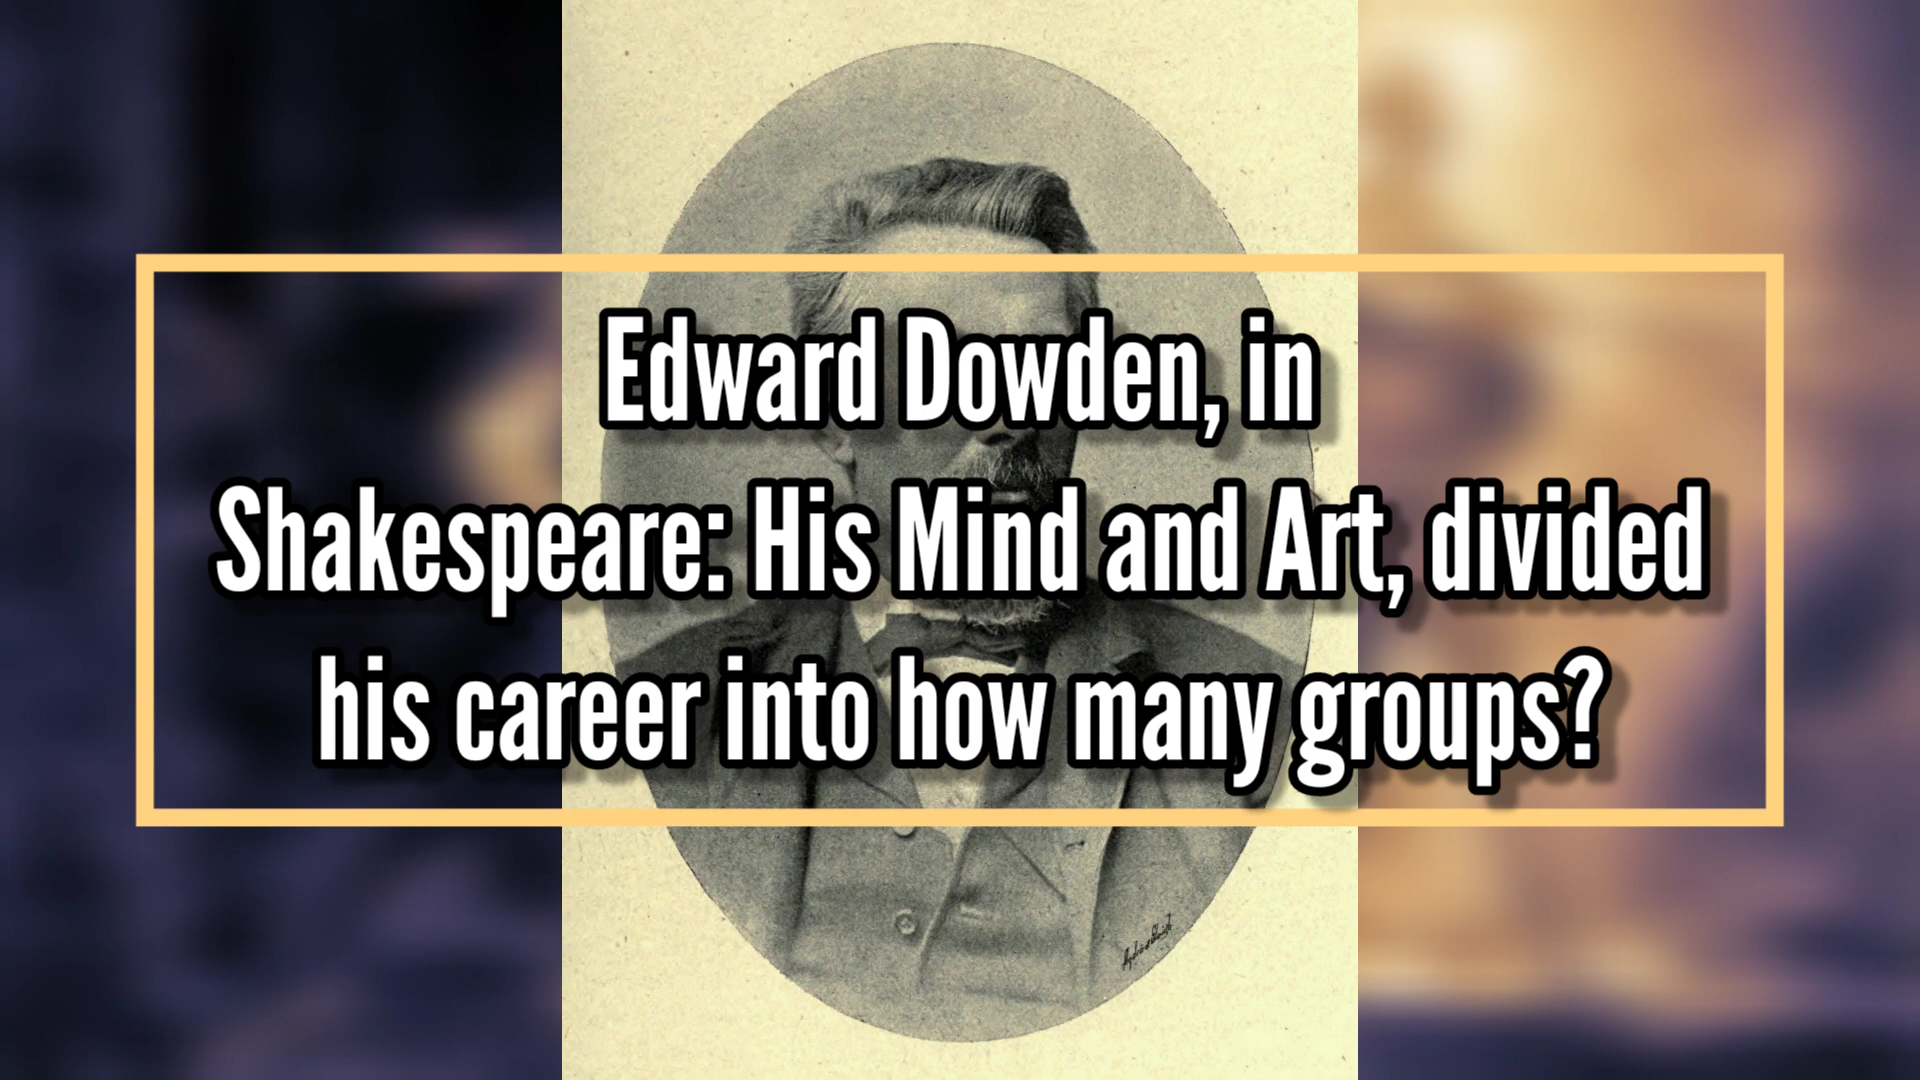 Edward Dowden, in
Shakespeare: His Mind and Art, divided
his career into how many groups?